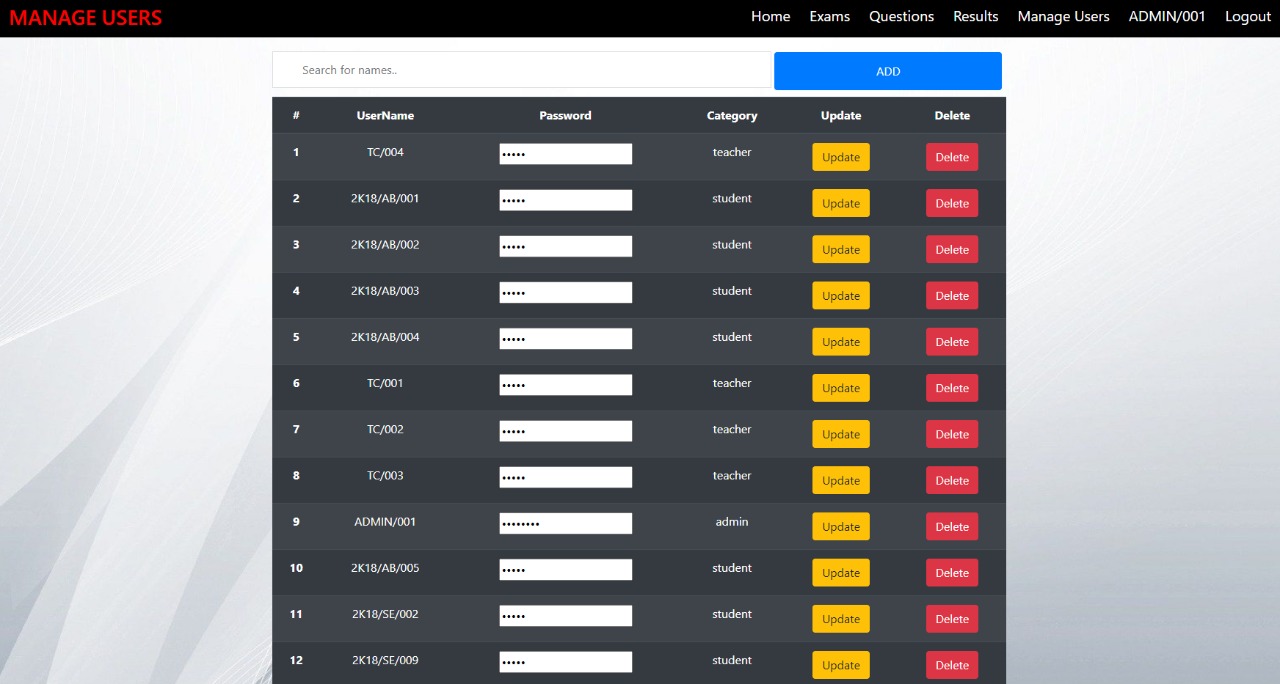 MANAGE USERS Home Exams Questions Results Manage Users ADMIN/001 Logout
Search for names.. ADD
# UserName Password Category Update Delete
1 TC/004 ••••• teacher Update Delete
2 2K18/AB/001 ••••• student Update Delete
3 2K18/AB/002 ••••• student Update Delete
4 2K18/AB/003 ••••• student Update Delete
5 2K18/AB/004 ••••• student Update Delete
6 TC/001 ••••• teacher Update Delete
7 TC/002 ••••• teacher Update Delete
8 TC/003 ••••• teacher Update Delete
9 ADMIN/001 •••••••• admin Update Delete
10 2K18/AB/005 ••••• student Update Delete
11 2K18/SE/002 ••••• student Update Delete
12 2K18/SE/009 ••••• student Update Delete